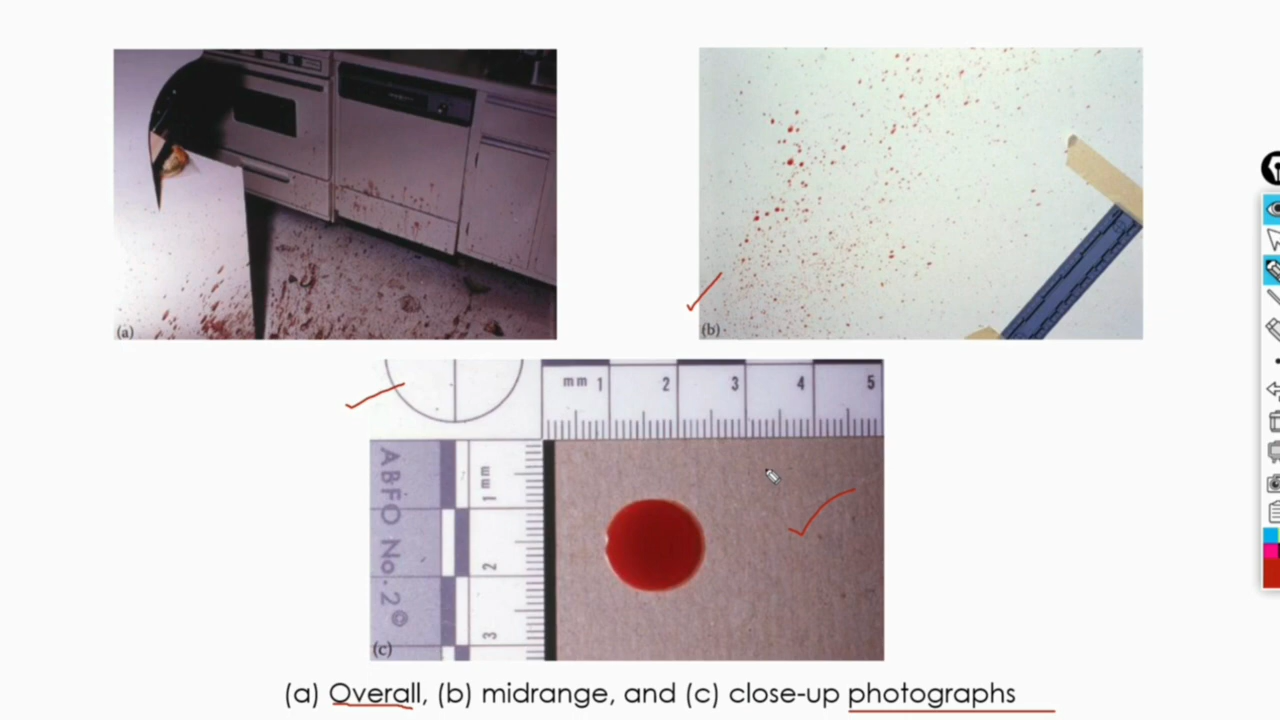 (a)
(b)
mm 1 2 3 4 5
1 mm
2
3
ABFO No. 2
(c)
(a) Overall, (b) midrange, and (c) close-up photographs